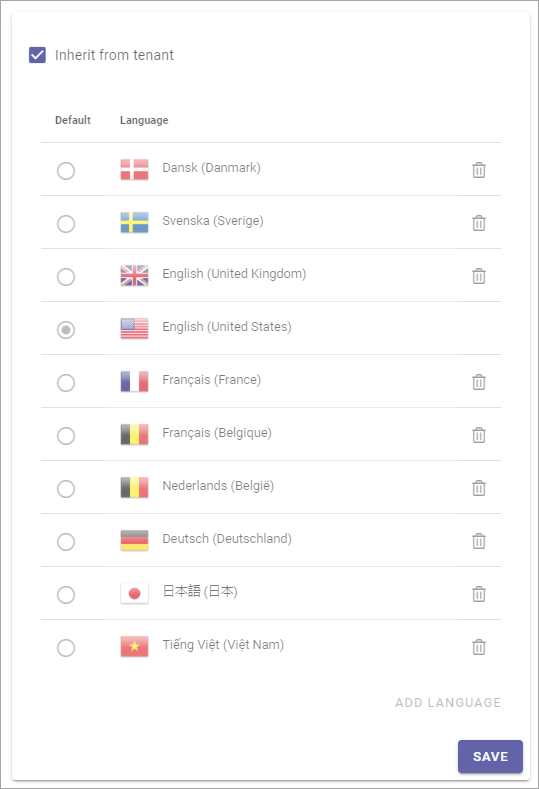 Inherit from tenant
Default Language
Dansk (Danmark)
Svenska (Sverige)
English (United Kingdom)
English (United States)
Français (France)
Français (Belgique)
Nederlands (België)
Deutsch (Deutschland)
日本語 (日本)
Tiếng Việt (Việt Nam)
ADD LANGUAGE
SAVE